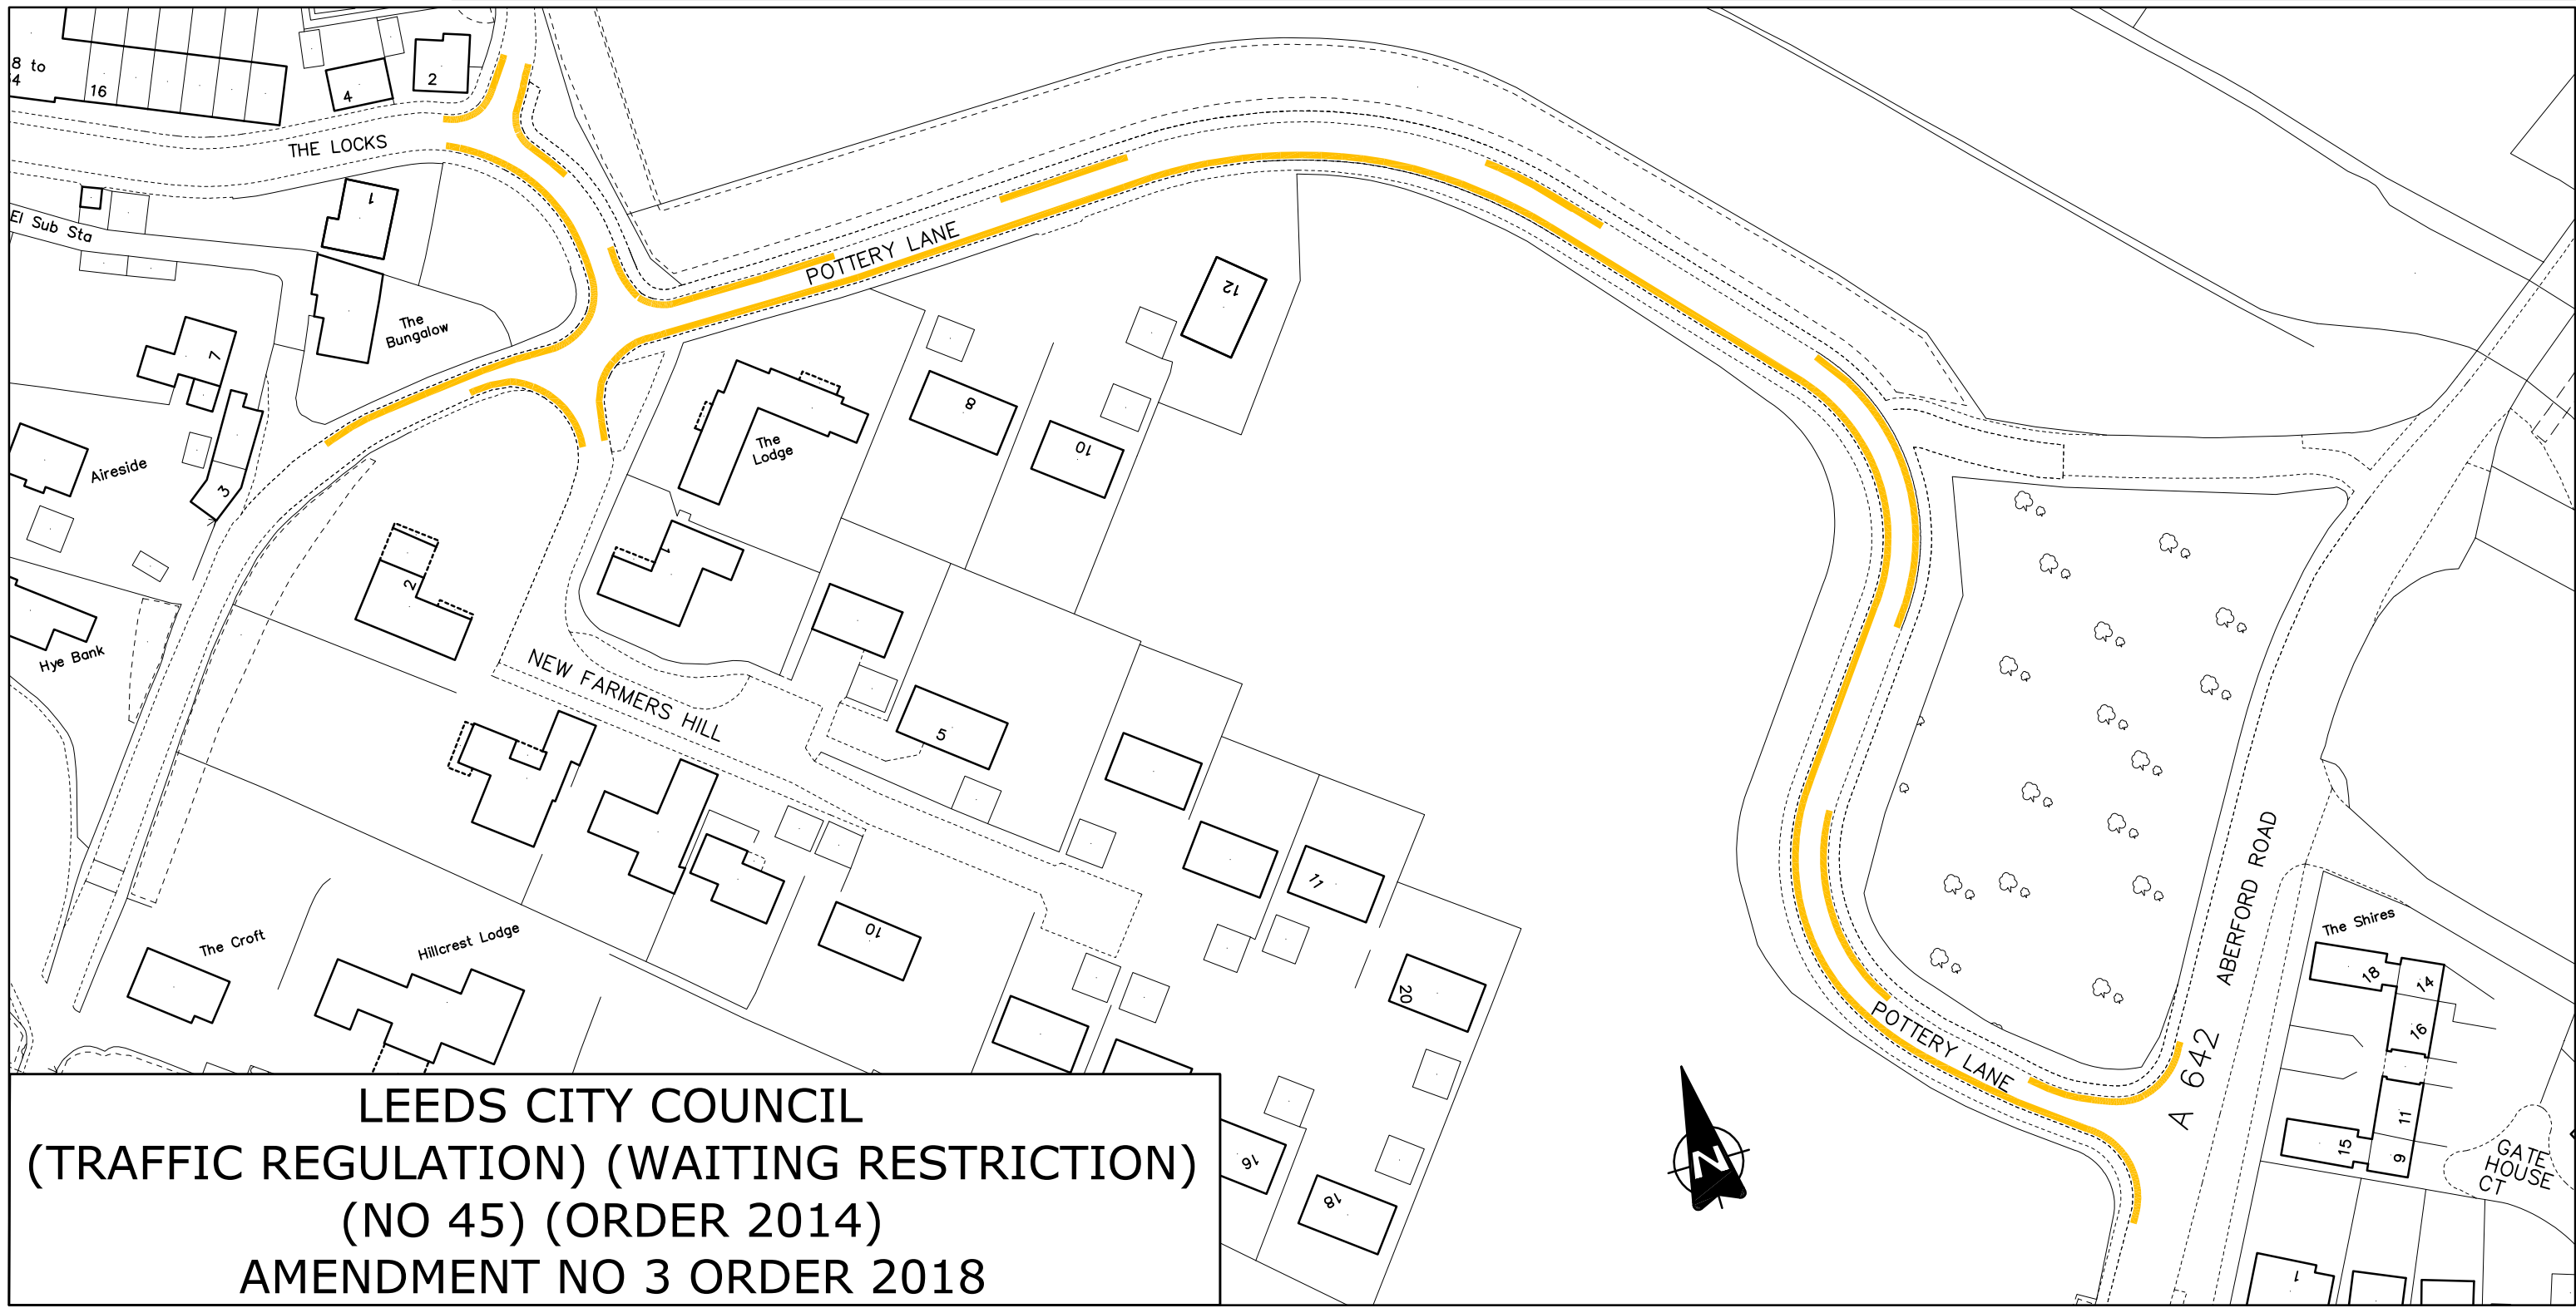 8 to
16
4
2
THE LOCKS
1
El Sub Sta
The
Bungalow
7
3
Aireside
Hye Bank
2
POTTERY LANE
The
Lodge
8
10
12
1
NEW FARMERS HILL
5
10
11
20
The Croft
Hillcrest Lodge
16
18
POTTERY LANE
A 642
ABERFORD ROAD
The Shires
18
14
16
11
15
9
GATE
HOUSE
CT
1
N
LEEDS CITY COUNCIL
(TRAFFIC REGULATION) (WAITING RESTRICTION)
(NO 45) (ORDER 2014)
AMENDMENT NO 3 ORDER 2018